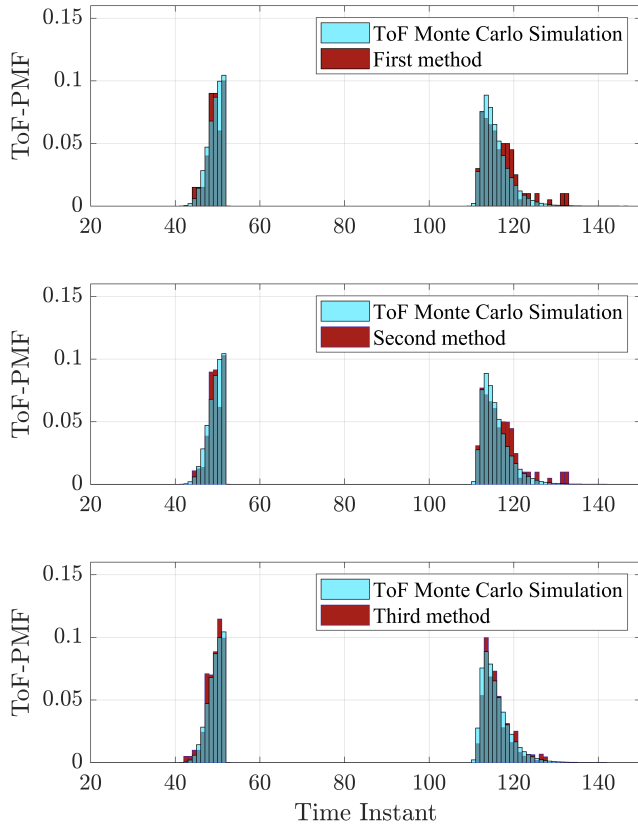 0.15
0.1
0.05
0
ToF-PMF
ToF Monte Carlo Simulation
First method
20 40 60 80 100 120 140
0.15
0.1
0.05
0
ToF-PMF
ToF Monte Carlo Simulation
Second method
20 40 60 80 100 120 140
0.15
0.1
0.05
0
ToF-PMF
ToF Monte Carlo Simulation
Third method
20 40 60 80 100 120 140
Time Instant